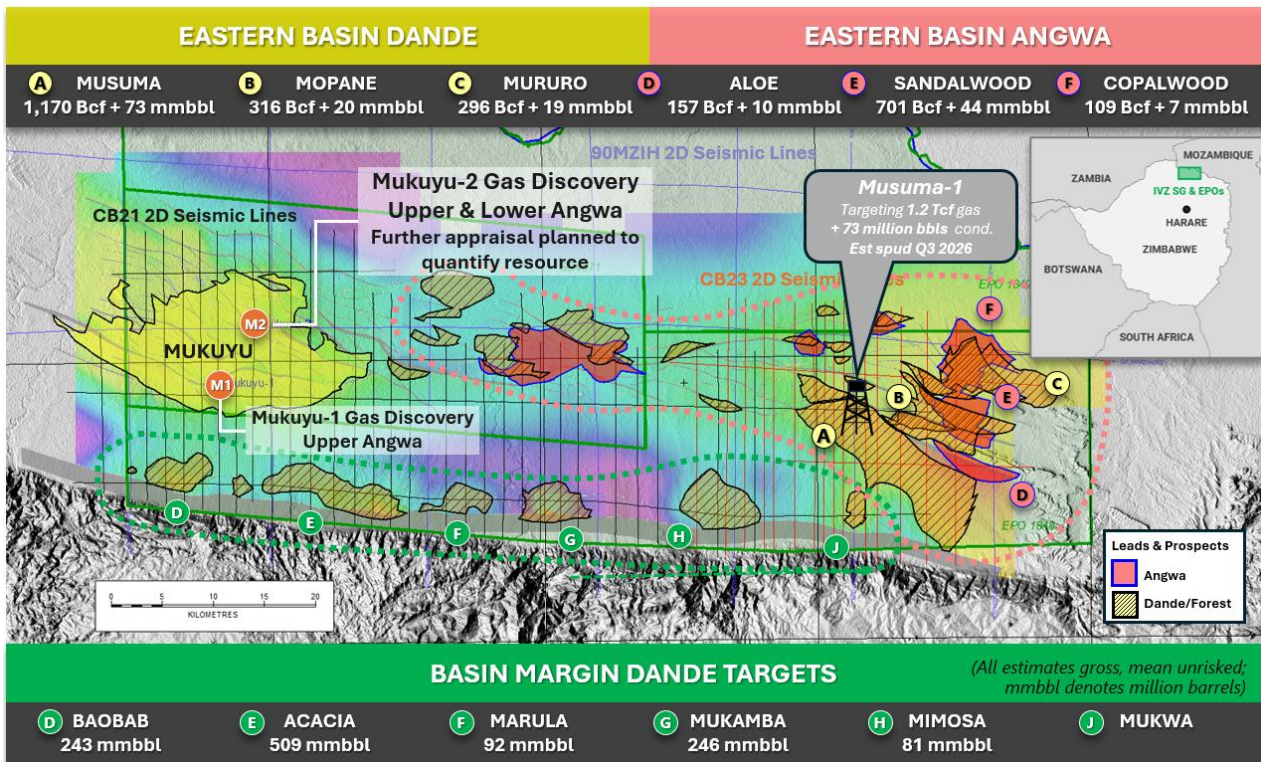 EASTERN BASIN DANDE
EASTERN BASIN ANGWA
A MUSUMA
1,170 Bcf + 73 mmbbl
B MOPANE
316 Bcf + 20 mmbbl
C MURURO
296 Bcf + 19 mmbbl
D ALOE
157 Bcf + 10 mmbbl
E SANDALWOOD
701 Bcf + 44 mmbbl
F COPALWOOD
109 Bcf + 7 mmbbl
90MZIH 2D Seismic Lines
CB21 2D Seismic Lines
Mukuyu-2 Gas Discovery
Upper & Lower Angwa
Further appraisal planned to
quantify resource
Musuma-1
Targeting 1.2 Tcf gas
+ 73 million bbls cond.
Est spud Q3 2026
CB23 2D Seismic
MOZAMBIQUE
ZAMBIA
IVZ SG & EPOs
HARARE
ZIMBABWE
BOTSWANA
SOUTH AFRICA
M2
MUKUYU
M1
Mukuyu-1 Gas Discovery
Upper Angwa
F
C
B
E
A
D
D
E
F
G
H
J
0 5 10 15 20
KILOMETRES
Leads & Prospects
Angwa
Dande/Forest
BASIN MARGIN DANDE TARGETS
(All estimates gross, mean unrisked;
mmbbl denotes million barrels)
D BAOBAB
243 mmbbl
E ACACIA
509 mmbbl
F MARULA
92 mmbbl
G MUKAMBA
246 mmbbl
H MIMOSA
81 mmbbl
J MUKWA